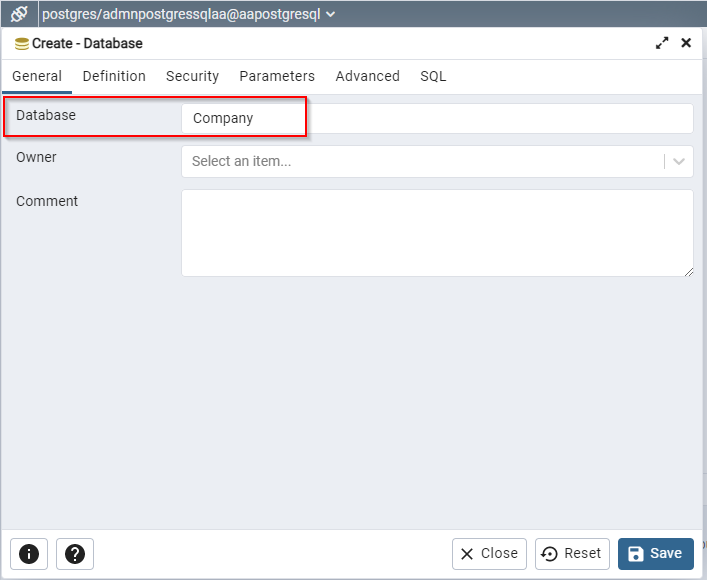 postgres/admnpostgressqlaa@aapostgresql
Create - Database
General Definition Security Parameters Advanced SQL
Database Company
Owner Select an item...
Comment
Close Reset Save